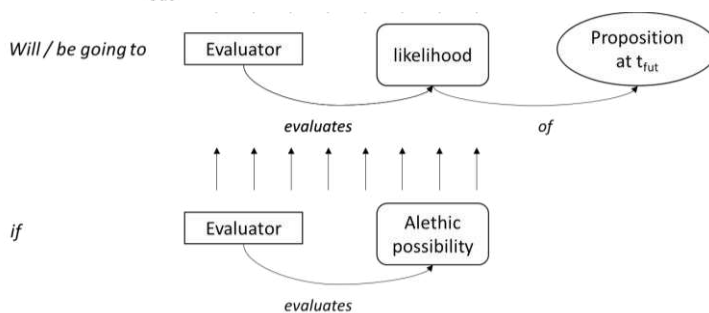 Will / be going to
Evaluator
likelihood
Proposition
at t_fut
evaluates
of
if
Evaluator
Alethic
possibility
evaluates